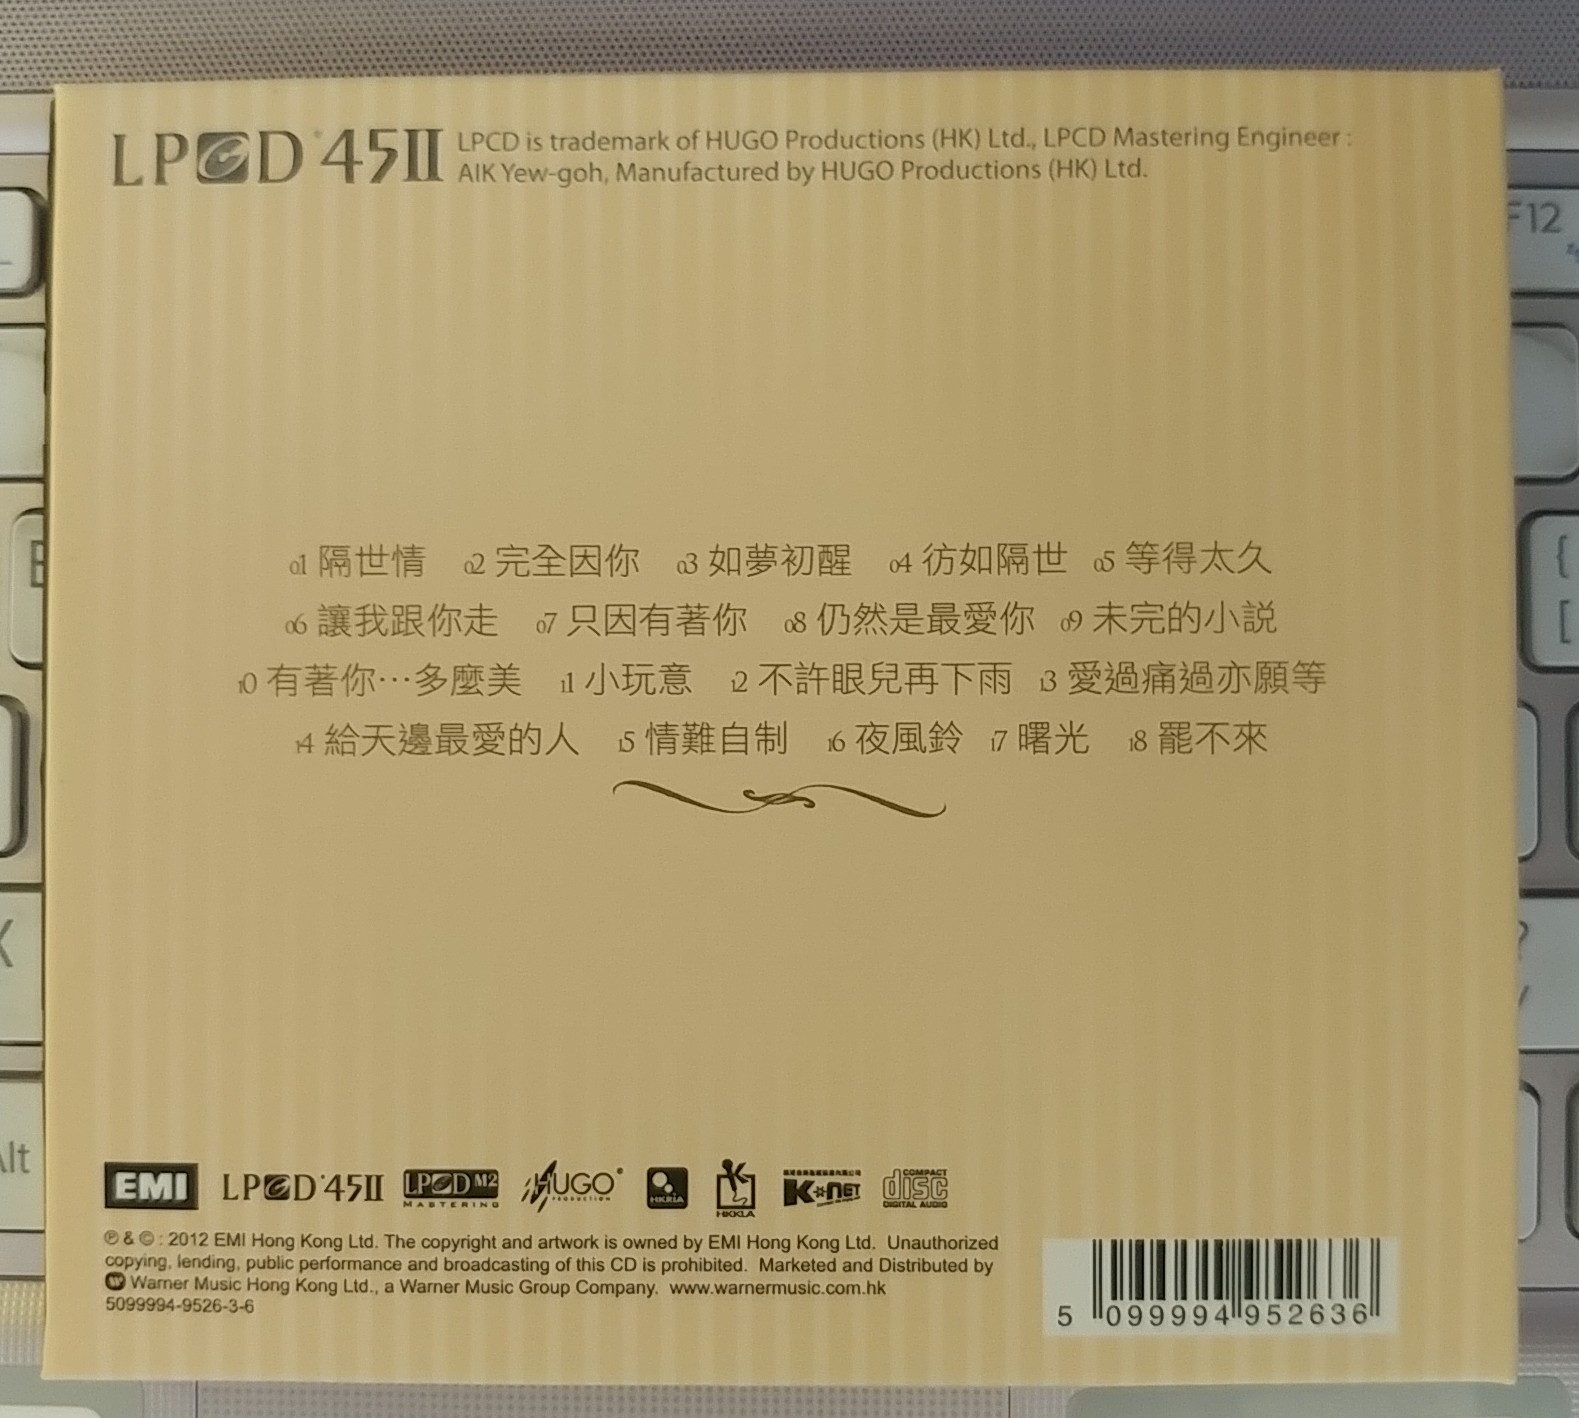 LPCD'45II LPCD is trademark of HUGO Productions (HK) Ltd., LPCD Mastering Engineer :
AIK Yew-goh, Manufactured by HUGO Productions (HK) Ltd.
F12
01 隔世情 02 完全因你 03 如夢初醒 04 彷如隔世 05 等得太久
06 讓我跟你走 07 只因有著你 08 仍然是最愛你 09 未完的小說
10 有著你…多麼美 11 小玩意 12 不許眼兒再下雨 13 愛過痛過亦願等
14 給天邊最愛的人 15 情難自制 16 夜風鈴 17 曙光 18 罷不來
{
[
X
?
EMI LPCD'45II LPCD M2 MASTERING HUGO PRODUCTION HKRIA HKKLA K-NET COMPACT disc DIGITAL AUDIO
℗ & © : 2012 EMI Hong Kong Ltd. The copyright and artwork is owned by EMI Hong Kong Ltd. Unauthorized
copying, lending, public performance and broadcasting of this CD is prohibited. Marketed and Distributed by
Warner Music Hong Kong Ltd., a Warner Music Group Company. www.warnermusic.com.hk
5099994-9526-3-6
5 099994 952636